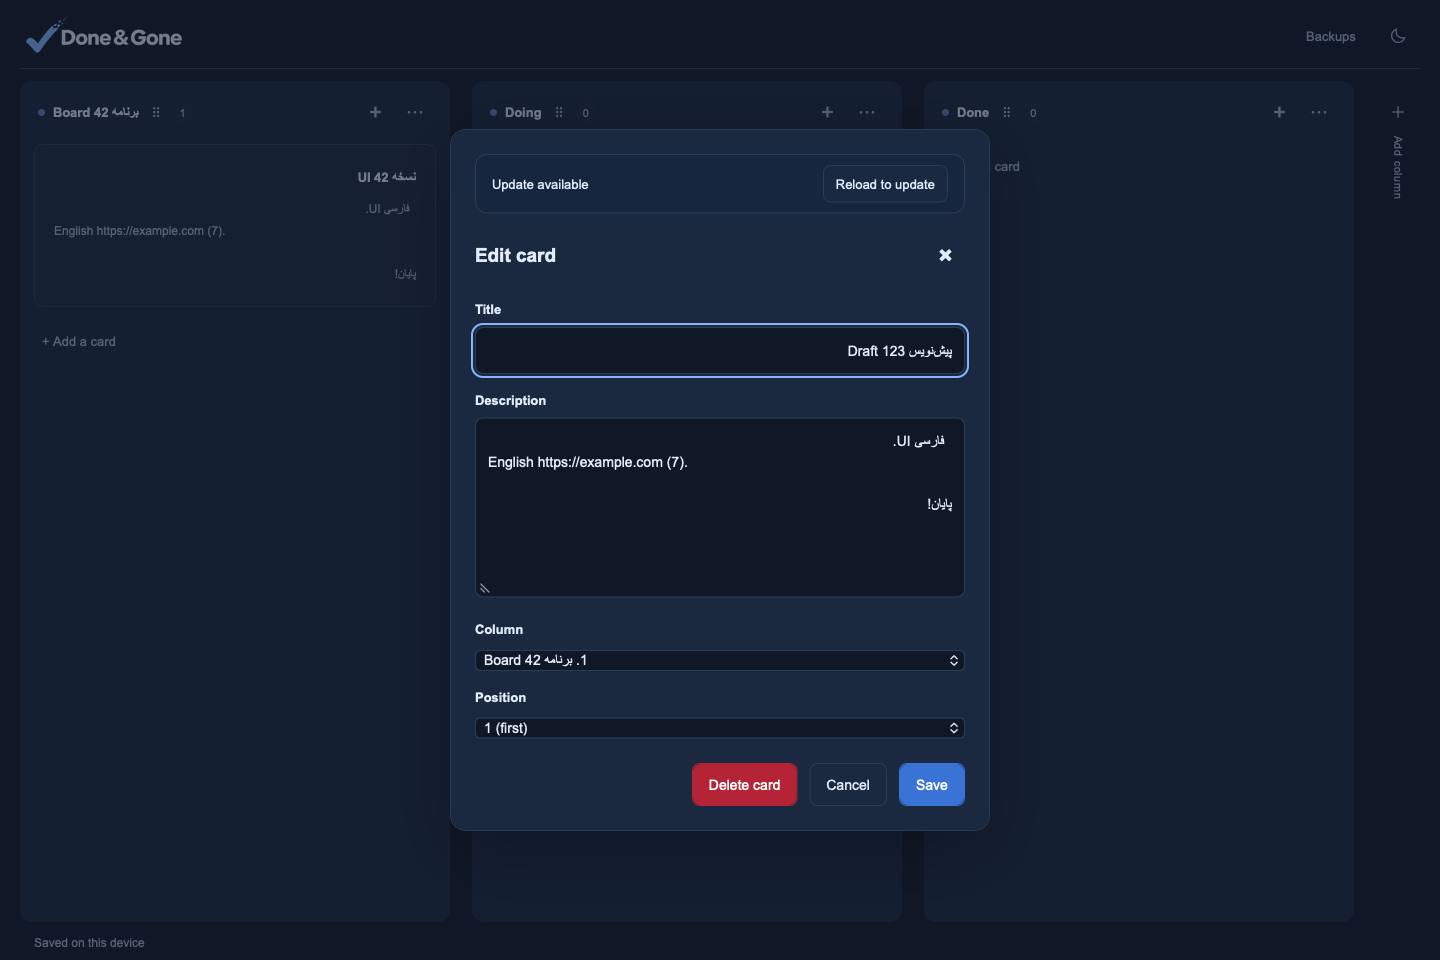 Done & Gone
Backups
برنامه Board 42
1
Doing
0
Done
0
Add column
نسخه 42 UI
فارسی UI.
English https://example.com (7).
پایان!
+ Add a card
card
Update available
Reload to update
Edit card
Title
پیش‌نویس Draft 123
Description
فارسی UI.
English https://example.com (7).
پایان!
Column
1. برنامه Board 42
Position
1 (first)
Delete card
Cancel
Save
Saved on this device